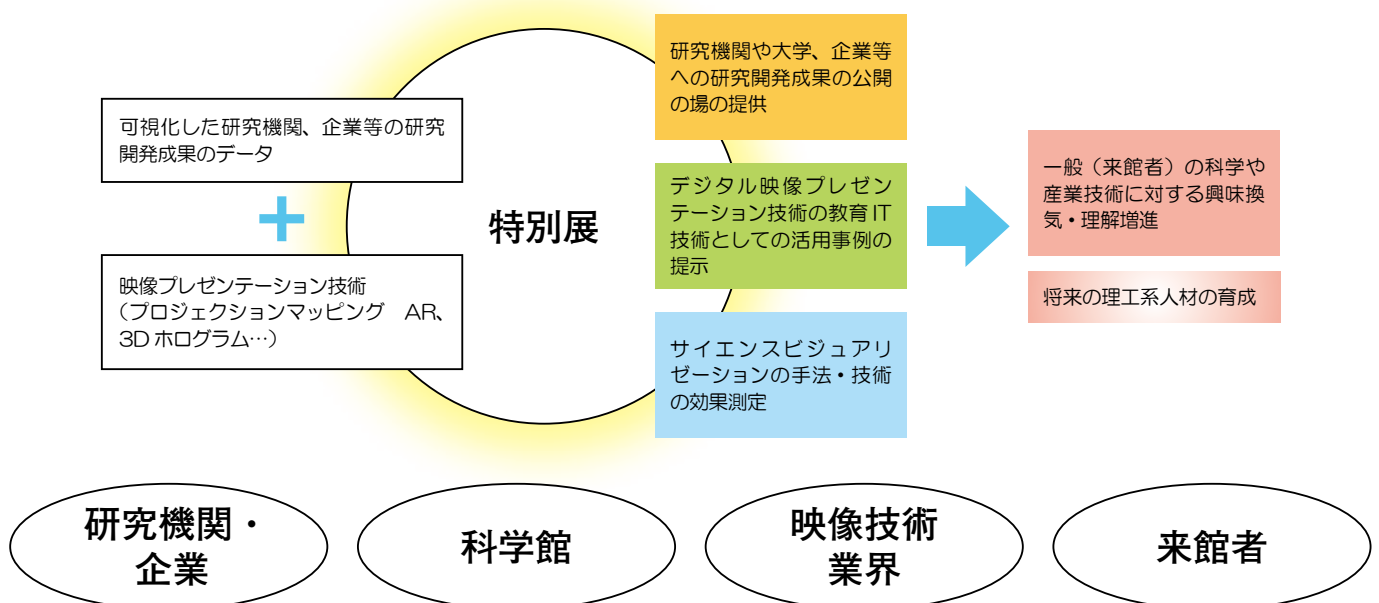 可視化した研究機関、企業等の研究
開発成果のデータ
+
映像プレゼンテーション技術
（プロジェクションマッピング　AR、
3Dホログラム…）
特別展
研究機関や大学、企業等
への研究開発成果の公開
の場の提供
デジタル映像プレゼン
テーション技術の教育IT
技術としての活用事例の
提示
サイエンスビジュアリ
ゼーションの手法・技術
の効果測定
一般（来館者）の科学や
産業技術に対する興味換
気・理解増進
将来の理工系人材の育成
研究機関・
企業
科学館
映像技術
業界
来館者